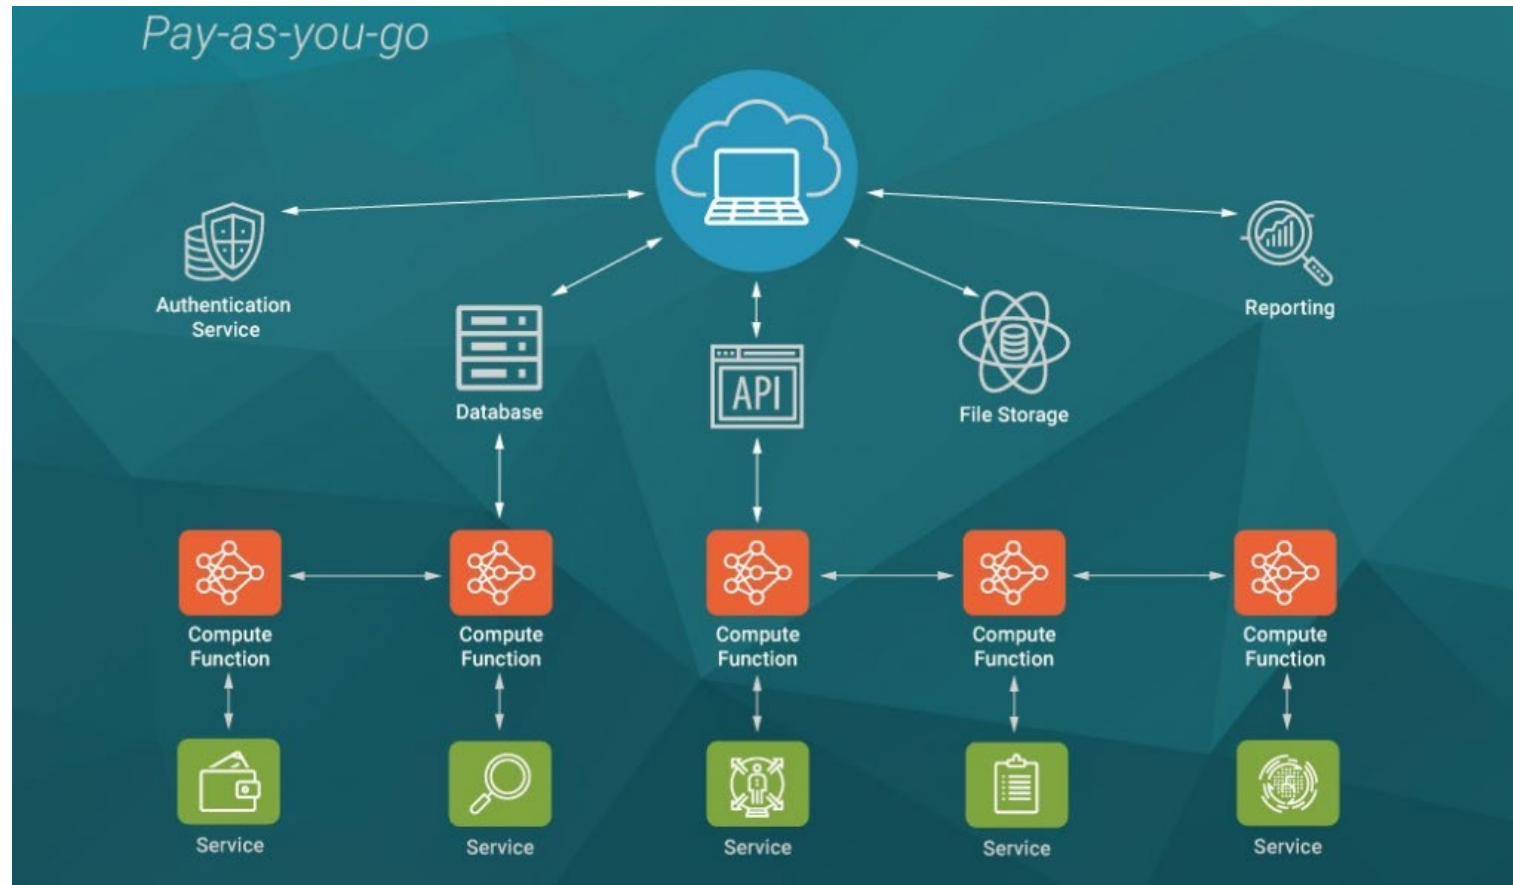 Pay-as-you-go
Authentication
Service
Reporting
Database
API
File Storage
Compute
Function
Compute
Function
Compute
Function
Compute
Function
Compute
Function
Service
Service
Service
Service
Service